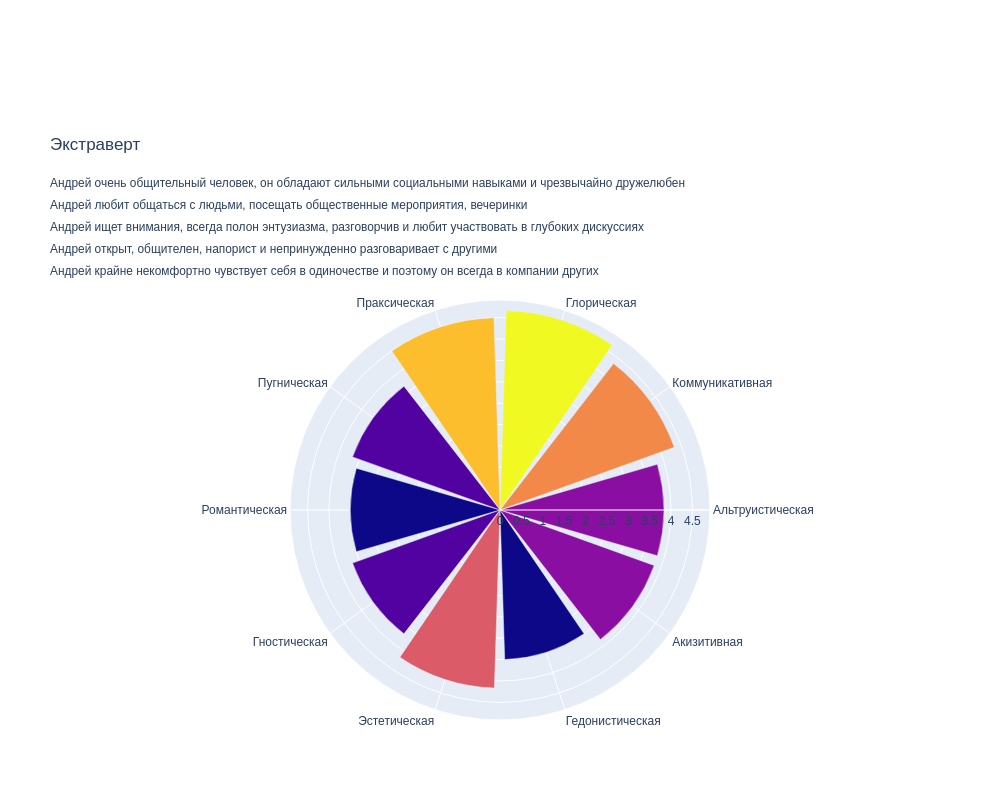 Экстраверт
Андрей очень общительный человек, он обладают сильными социальными навыками и чрезвычайно дружелюбен
Андрей любит общаться с людьми, посещать общественные мероприятия, вечеринки
Андрей ищет внимания, всегда полон энтузиазма, разговорчив и любит участвовать в глубоких дискуссиях
Андрей открыт, общителен, напорист и непринужденно разговаривает с другими
Андрей крайне некомфортно чувствует себя в одиночестве и поэтому он всегда в компании других
Праксическая Глорическая
Пугническая Коммуникативная
Романтическая Альтруистическая
0 0.5 1 1.5 2 2.5 3 3.5 4 4.5
Гностическая Акизитивная
Эстетическая Гедонистическая